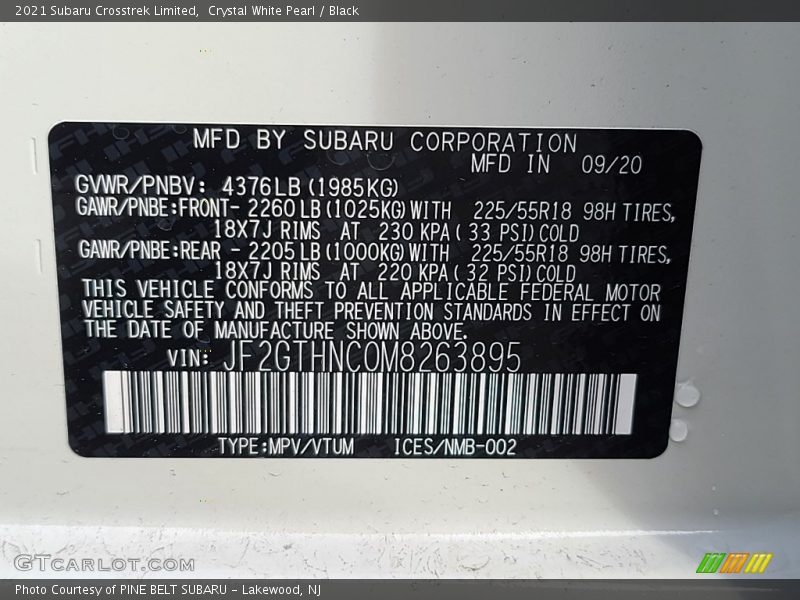 2021 Subaru Crosstrek Limited, Crystal White Pearl / Black
MFD BY SUBARU CORPORATION
MFD IN 09/20
GVWR/PNBV: 4376LB (1985KG)
GAWR/PNBE:FRONT- 2260LB (1025KG) WITH 225/55R18 98H TIRES,
18X7J RIMS AT 230 KPA ( 33 PSI) COLD
GAWR/PNBE:REAR - 2205LB (1000KG) WITH 225/55R18 98H TIRES,
18X7J RIMS AT 220 KPA ( 32 PSI) COLD
THIS VEHICLE CONFORMS TO ALL APPLICABLE FEDERAL MOTOR
VEHICLE SAFETY AND THEFT PREVENTION STANDARDS IN EFFECT ON
THE DATE OF MANUFACTURE SHOWN ABOVE.
VIN: JF2GTHNC0M8263895
TYPE:MPV/VTUM ICES/NMB-002
GTCARLOT.COM
Photo Courtesy of PINE BELT SUBARU - Lakewood, NJ